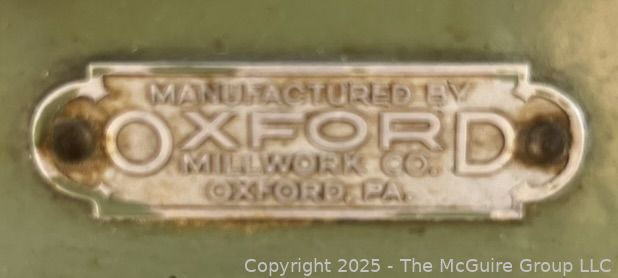 MANUFACTURED BY
OXFORD
MILLWORK CO.
OXFORD, PA.
Copyright 2025 - The McGuire Group LLC